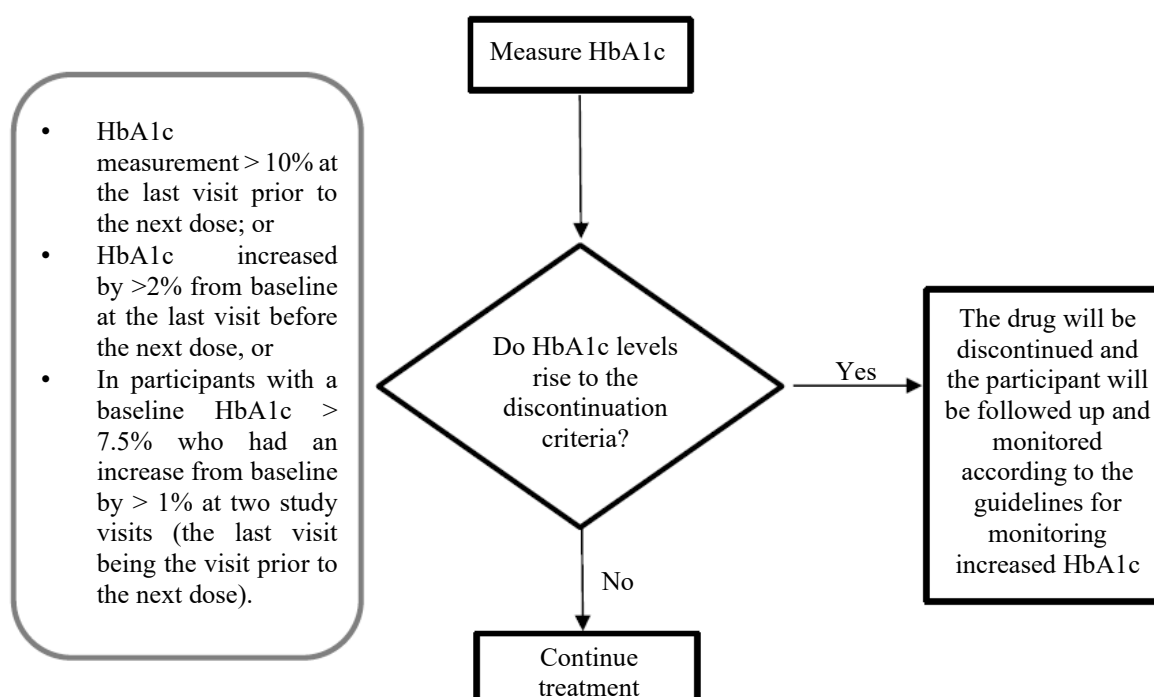 Measure HbA1c
• HbA1c
measurement > 10% at
the last visit prior to
the next dose; or
• HbA1c increased
by >2% from baseline
at the last visit before
the next dose, or
• In participants with a
baseline HbA1c >
7.5% who had an
increase from baseline
by > 1% at two study
visits (the last visit
being the visit prior to
the next dose).
Do HbA1c levels
rise to the
discontinuation
criteria?
Yes
The drug will be
discontinued and
the participant will
be followed up and
monitored
according to the
guidelines for
monitoring
increased HbA1c
No
Continue
treatment